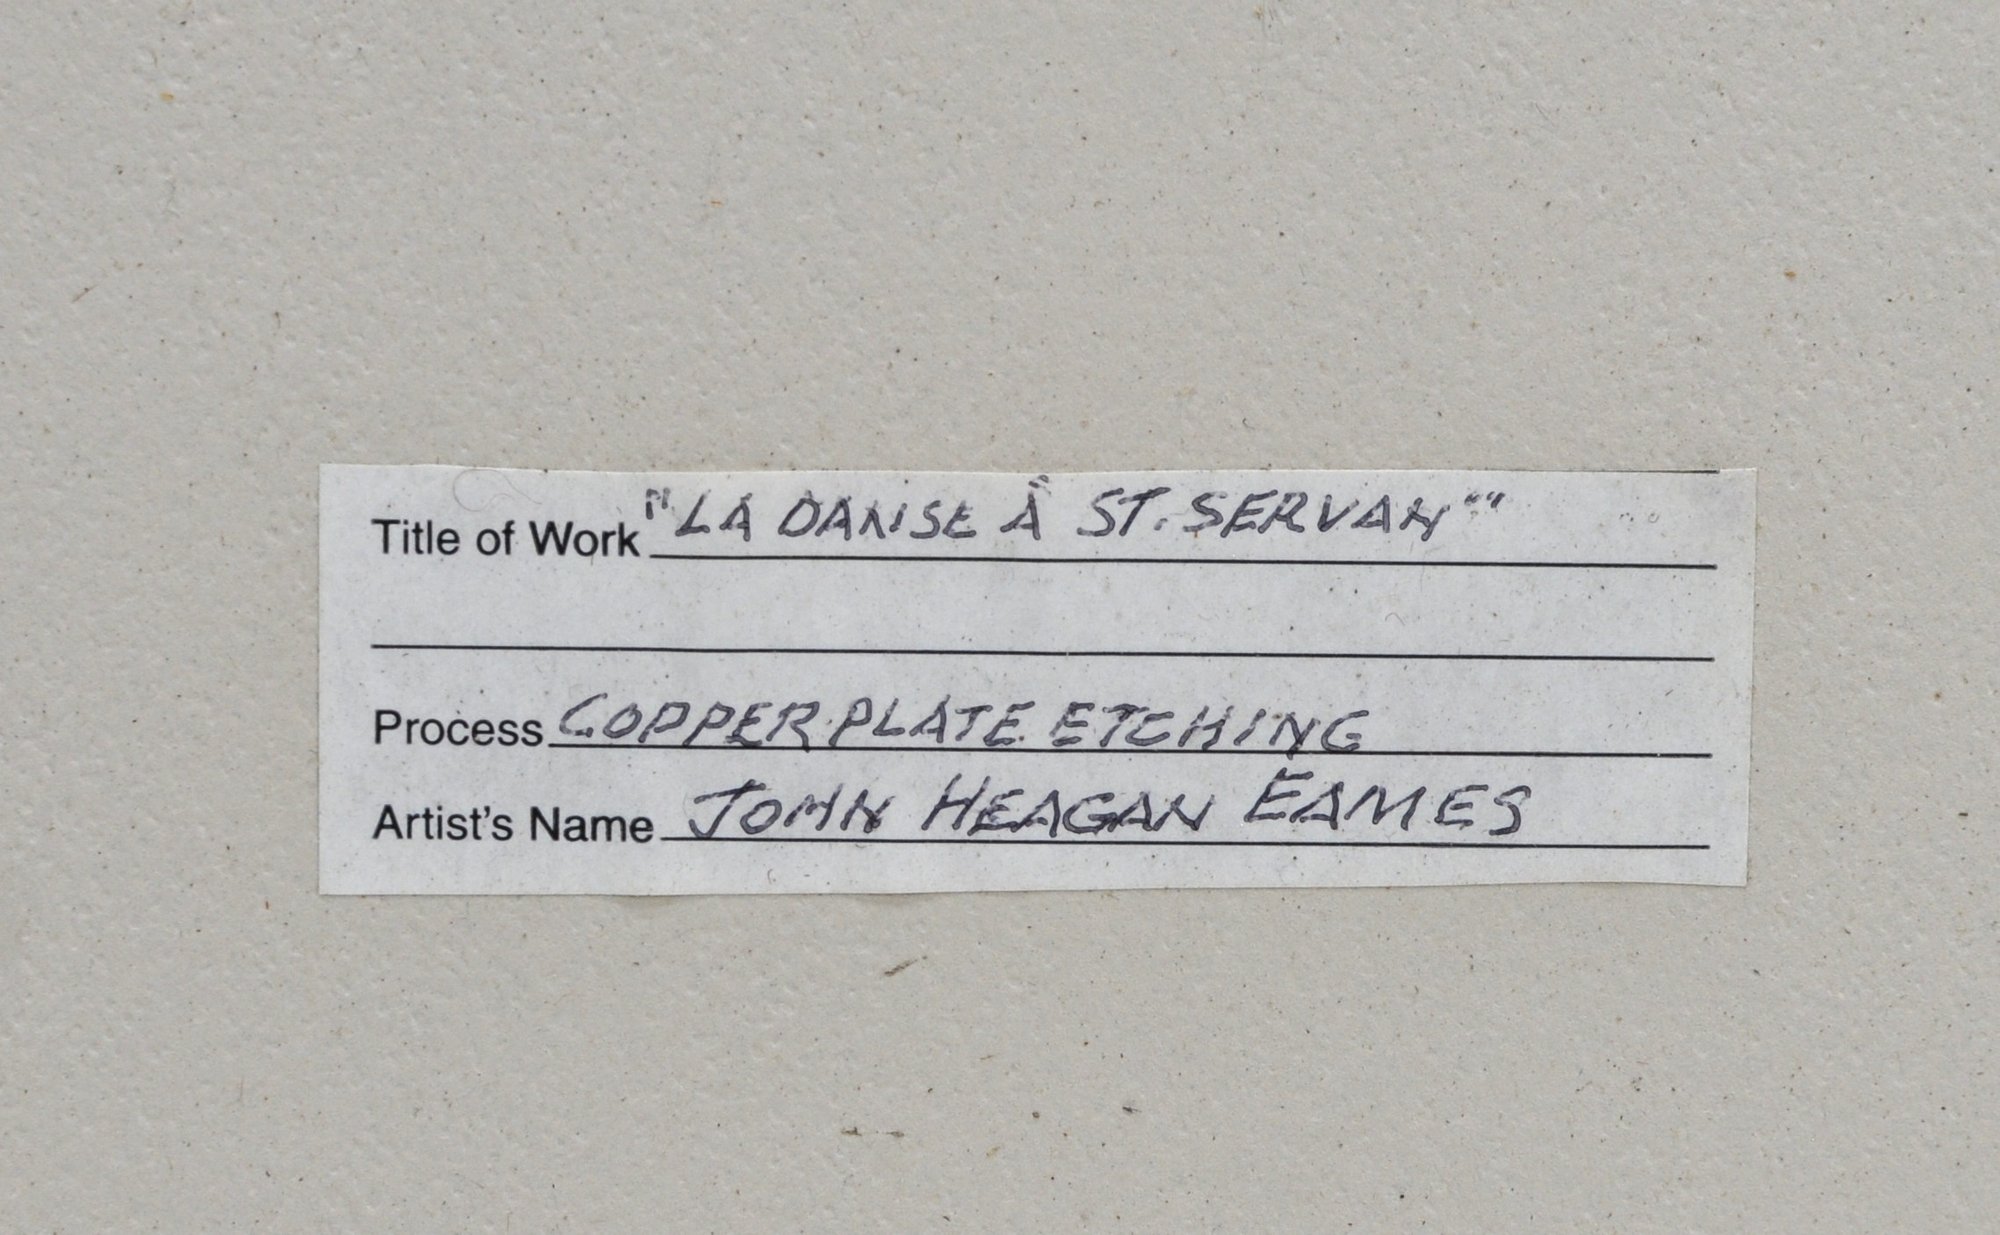 Title of Work "LA DANSE À ST. SERVAN"
Process COPPER PLATE ETCHING
Artist's Name JOHN HEAGAN EAMES